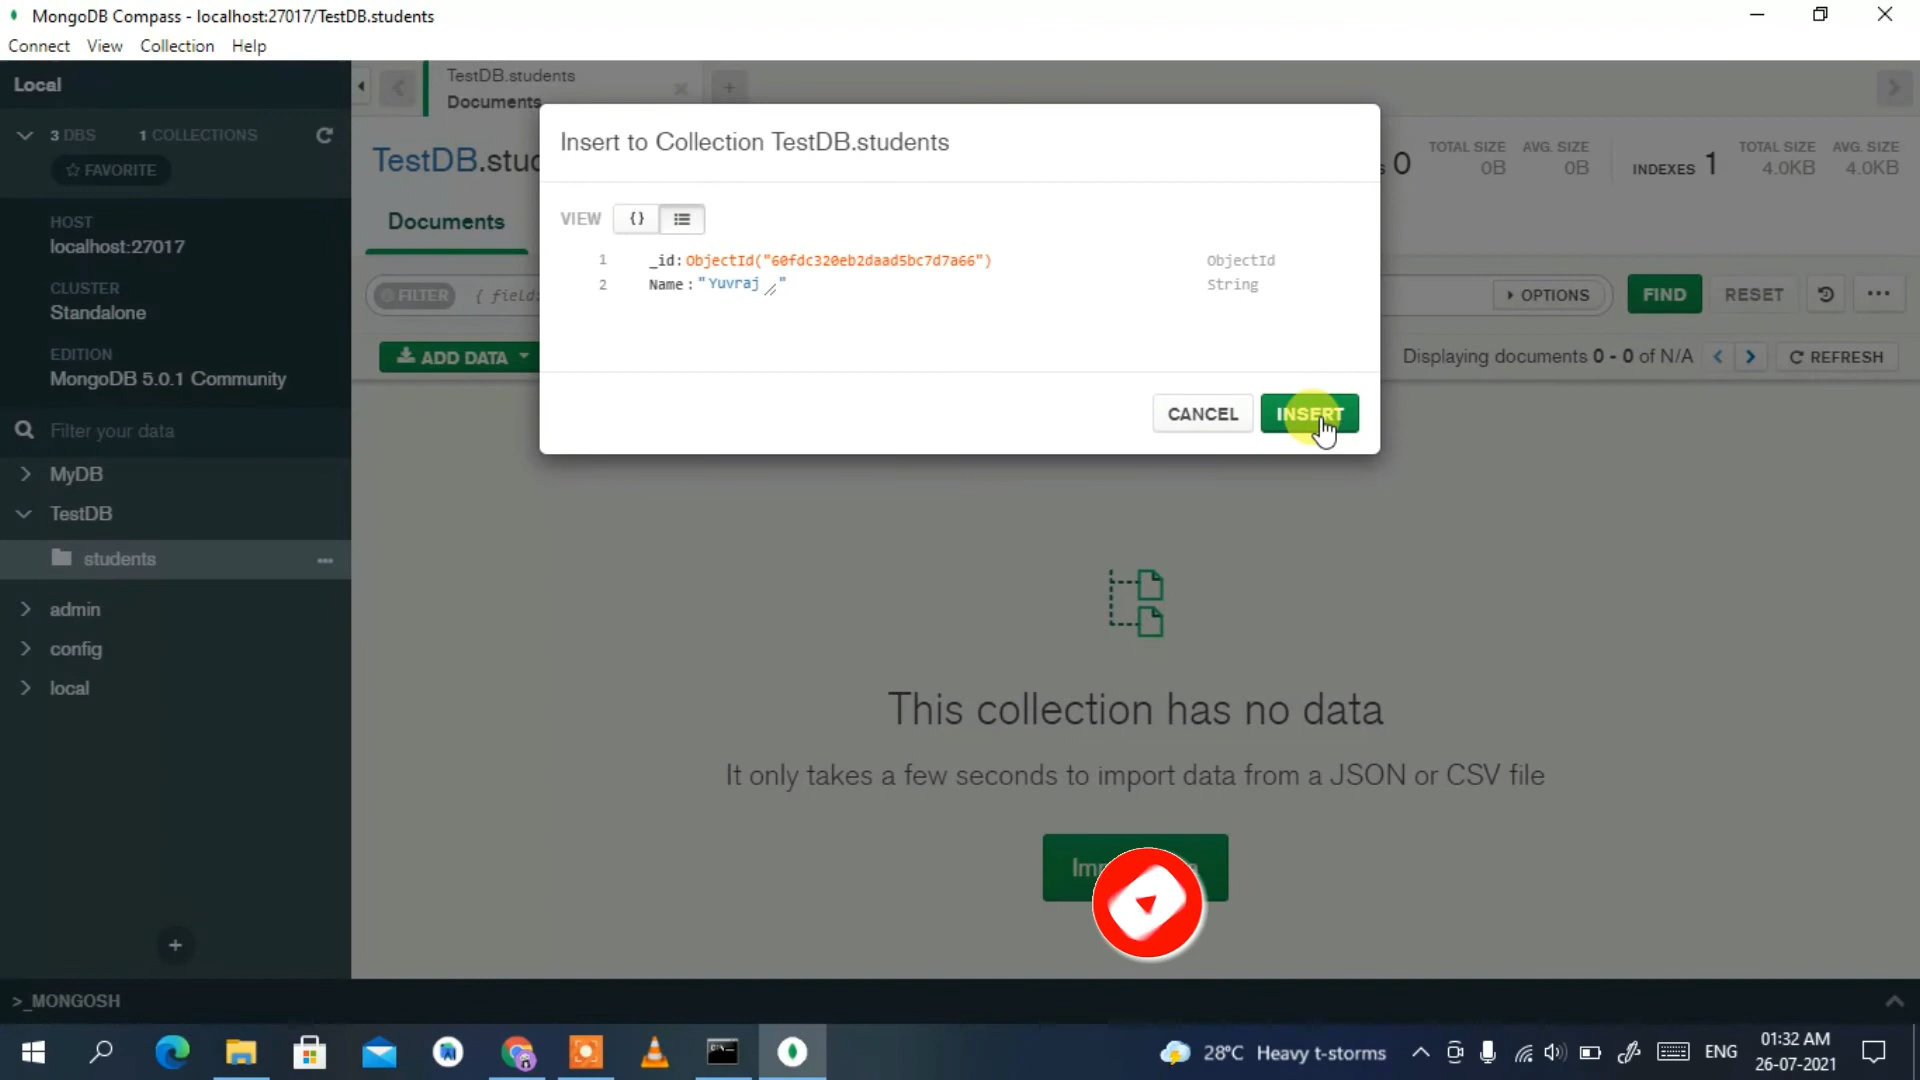 MongoDB Compass - localhost:27017/TestDB.students
Connect View Collection Help
Local
3 DBS 1 COLLECTIONS
FAVORITE
HOST
localhost:27017
CLUSTER
Standalone
EDITION
MongoDB 5.0.1 Community
Filter your data
MyDB
TestDB
students
admin
config
local
TestDB.students
Documents
TestDB.stud
0
TOTAL SIZE AVG. SIZE
0B 0B
INDEXES 1
TOTAL SIZE AVG. SIZE
4.0KB 4.0KB
Documents
FILTER { field:
OPTIONS
FIND RESET
ADD DATA
Displaying documents 0 - 0 of N/A
REFRESH
Insert to Collection TestDB.students
VIEW {}
1 _id:ObjectId("60fdc320eb2daad5bc7d7a66") ObjectId
2 Name:"Yuvraj " String
CANCEL INSERT
This collection has no data
It only takes a few seconds to import data from a JSON or CSV file
>_MONGOSH
28°C Heavy t-storms
ENG
01:32 AM
26-07-2021